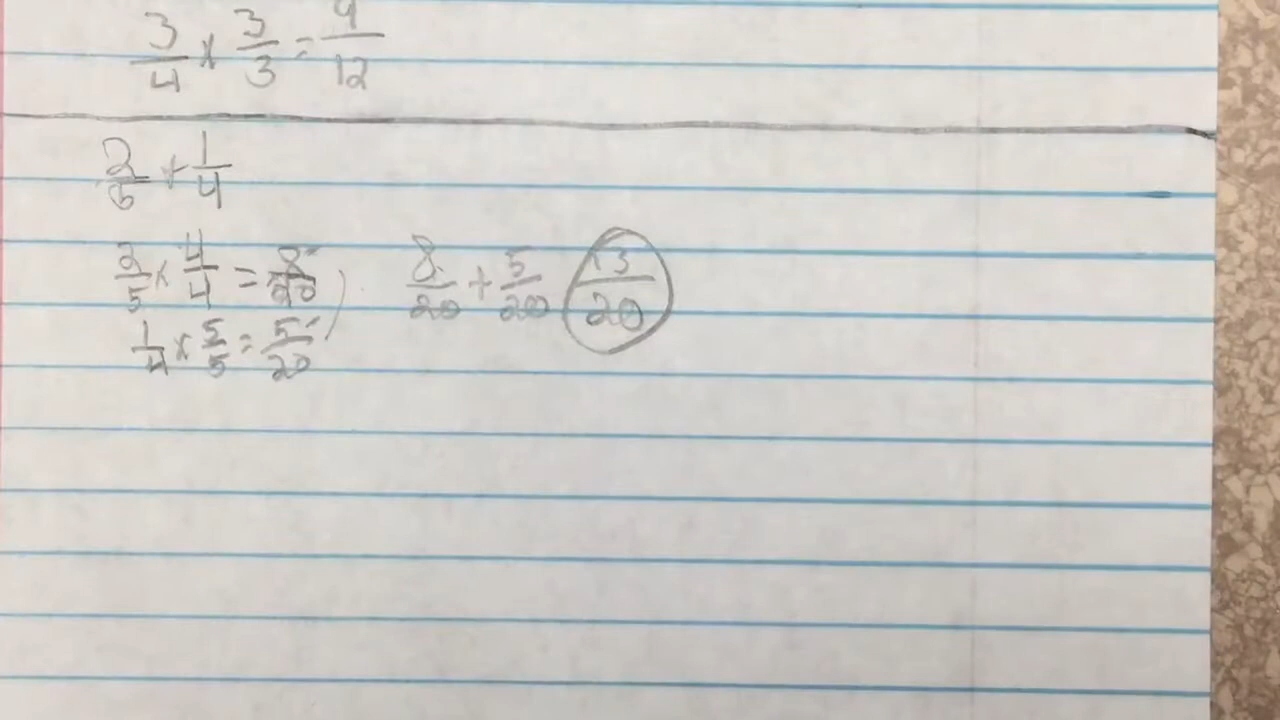 3/4 x 3/3 = 9/12
2/5 + 1/4
2/5 x 4/4 = 8/20 ) 8/20 + 5/20 13/20
1/4 x 5/5 = 5/20